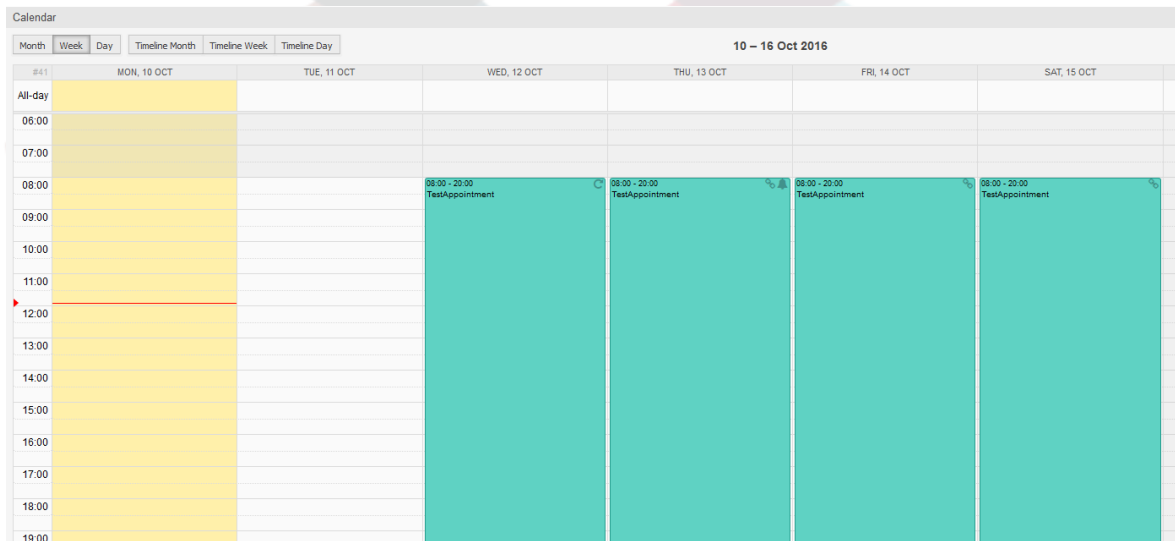 Calendar
Month Week Day Timeline Month Timeline Week Timeline Day 10 – 16 Oct 2016
#41 MON, 10 OCT TUE, 11 OCT WED, 12 OCT THU, 13 OCT FRI, 14 OCT SAT, 15 OCT
All-day
06:00
07:00
08:00 08:00 - 20:00 08:00 - 20:00 08:00 - 20:00 08:00 - 20:00
TestAppointment TestAppointment TestAppointment TestAppointment
09:00
10:00
11:00
12:00
13:00
14:00
15:00
16:00
17:00
18:00
19:00